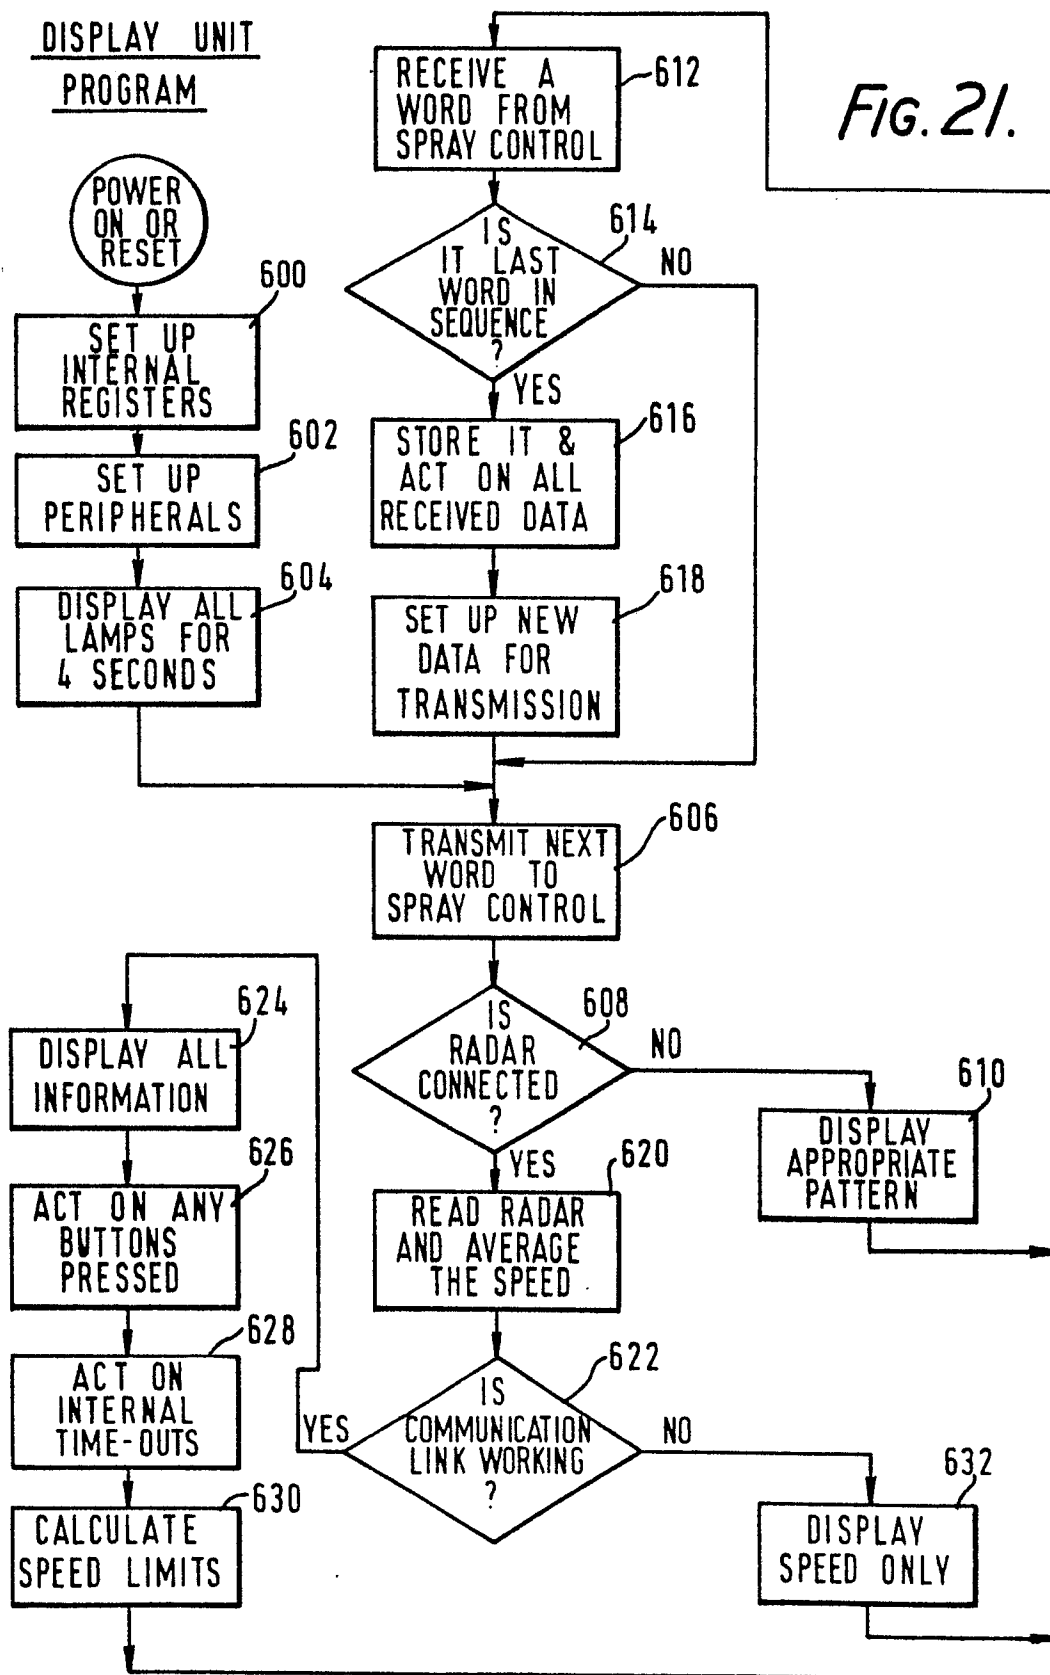 DISPLAY UNIT
PROGRAM
FIG. 21.
POWER
ON OR
RESET
600
SET UP
INTERNAL
REGISTERS
602
SET UP
PERIPHERALS
604
DISPLAY ALL
LAMPS FOR
4 SECONDS
612
RECEIVE A
WORD FROM
SPRAY CONTROL
614
IS
IT LAST
WORD IN
SEQUENCE
?
NO
YES
616
STORE IT &
ACT ON ALL
RECEIVED DATA
618
SET UP NEW
DATA FOR
TRANSMISSION
606
TRANSMIT NEXT
WORD TO
SPRAY CONTROL
608
IS
RADAR
CONNECTED
?
NO
YES
610
DISPLAY
APPROPRIATE
PATTERN
620
READ RADAR
AND AVERAGE
THE SPEED
622
IS
COMMUNICATION
LINK WORKING
?
YES
NO
624
DISPLAY ALL
INFORMATION
626
ACT ON ANY
BUTTONS
PRESSED
628
ACT ON
INTERNAL
TIME-OUTS
630
CALCULATE
SPEED LIMITS
632
DISPLAY
SPEED ONLY